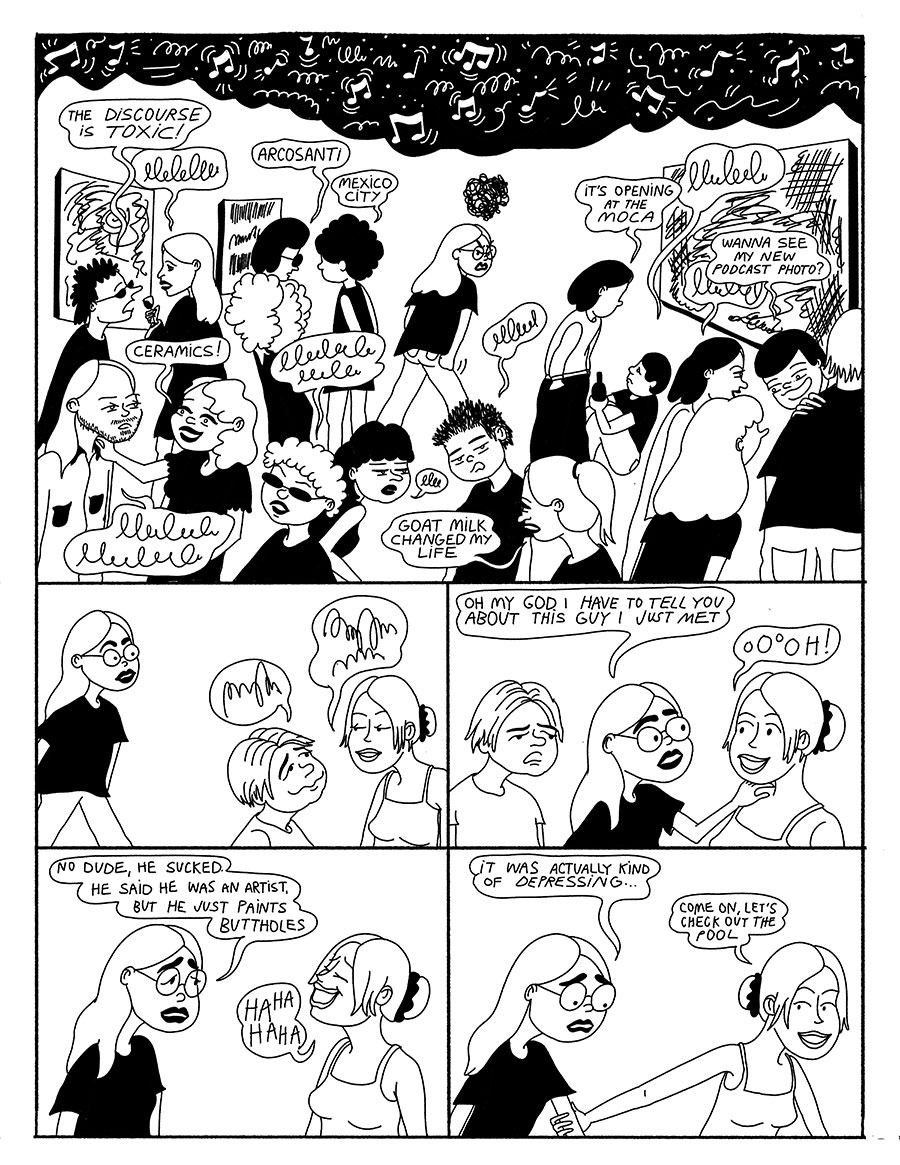 THE DISCOURSE
IS TOXIC!
ARCOSANTI
MEXICO
CITY
IT'S OPENING
AT THE
MOCA
WANNA SEE
MY NEW
PODCAST PHOTO?
CERAMICS!
GOAT MILK
CHANGED MY
LIFE
OH MY GOD I HAVE TO TELL YOU
ABOUT THIS GUY I JUST MET
OOOOH!
NO DUDE, HE SUCKED.
HE SAID HE WAS AN ARTIST,
BUT HE JUST PAINTS
BUTTHOLES
HAHA
HAHA
IT WAS ACTUALLY KIND
OF DEPRESSING...
COME ON, LET'S
CHECK OUT THE
POOL